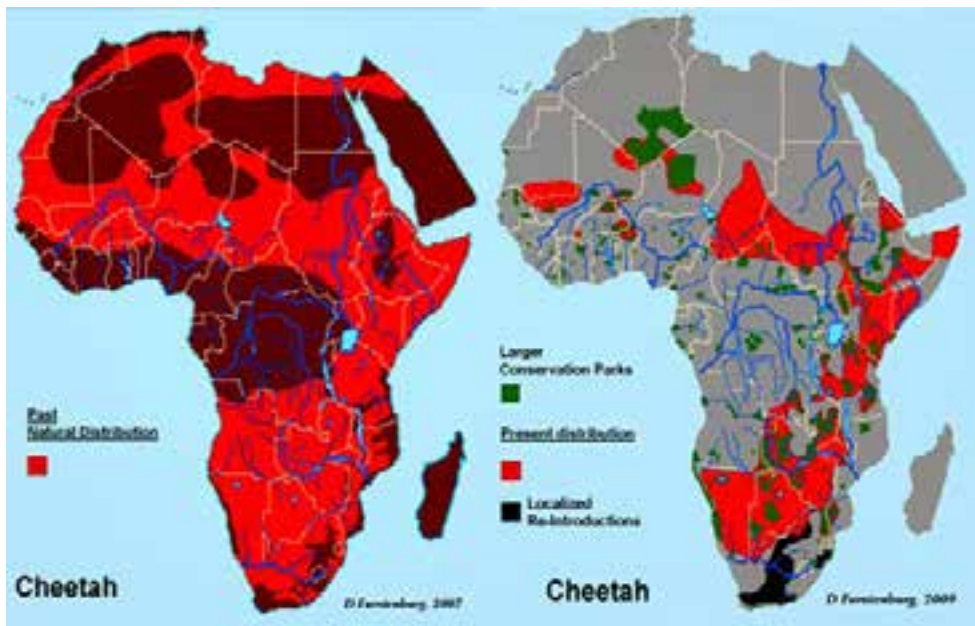 Past
Natural Distribution
Cheetah
D Furstenburg, 2007
Larger
Conservation Parks
Present distribution
Localized
Re-Introductions
Cheetah
D Furstenburg, 2009